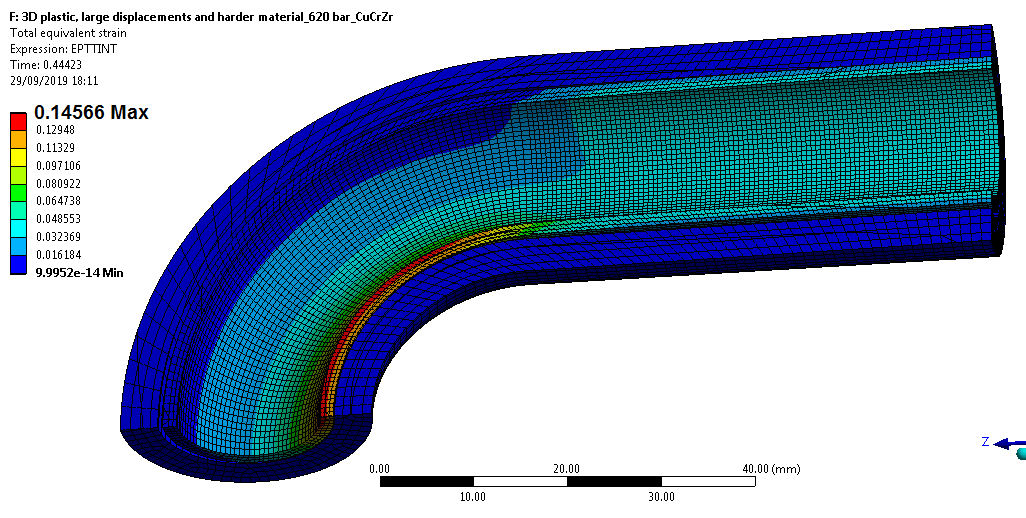 F: 3D plastic, large displacements and harder material_620 bar_CuCrZr
Total equivalent strain
Expression: EPTTINT
Time: 0.44423
29/09/2019 18:11
0.14566 Max
0.12948
0.11329
0.097106
0.080922
0.064738
0.048553
0.032369
0.016184
9.9952e-14 Min
Z
0.00 20.00 40.00 (mm)
10.00 30.00